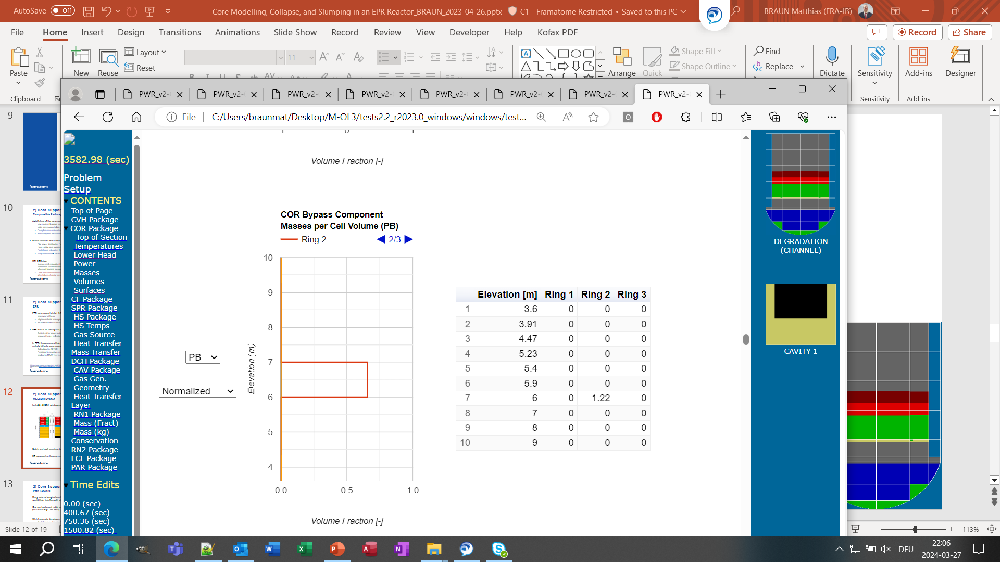 AutoSave Off
Core Modelling, Collapse, and Slumping in an EPR Reactor_BRAUN_2023-04-26.pptx
C1 - Framatome Restricted • Saved to this PC
BRAUN Matthias (FRA-IB)
File Home Insert Design Transitions Animations Slide Show Record Review View Developer Help Kofax PDF
Record
Share
Paste
New
Reuse
Layout
Reset
11
Arrange
Quick
Shape Fill
Shape Outline
Find
Replace
Dictate
Sensitivity
Add-ins
Designer
Clipboard
Sensitivity
Add-ins
PWR_v2-
PWR_v2-
PWR_v2-
PWR_v2-
PWR_v2-
PWR_v2-
PWR_v2-
PWR_v2-
File
C:/Users/braunmat/Desktop/M-OL3/tests2.2_r2023.0_windows/windows/test...
9
framatome
10
framatome
11
framatome
12
framatome
13
3582.98 (sec)
Problem
Setup
CONTENTS
Top of Page
CVH Package
COR Package
Top of Section
Temperatures
Lower Head
Power
Masses
Volumes
Surfaces
CF Package
SPR Package
HS Package
HS Temps
Gas Source
Heat Transfer
Mass Transfer
DCH Package
CAV Package
Gas Gen.
Geometry
Heat Transfer
Layer
RN1 Package
Mass (Fract)
Mass (kg)
Conservation
RN2 Package
FCL Package
PAR Package
Time Edits
0.00 (sec)
400.67 (sec)
750.36 (sec)
1500.82 (sec)
-1 0 1
Volume Fraction [-]
COR Bypass Component
Masses per Cell Volume (PB)
Ring 2
2/3
10
9
8
7
6
5
4
Elevation (m)
0.0 0.5 1.0
Volume Fraction [-]
PB
Normalized
Elevation [m] Ring 1 Ring 2 Ring 3
1 3.6 0 0 0
2 3.91 0 0 0
3 4.47 0 0 0
4 5.23 0 0 0
5 5.4 0 0 0
6 5.9 0 0 0
7 6 0 1.22 0
8 7 0 0 0
9 8 0 0 0
10 9 0 0 0
DEGRADATION
(CHANNEL)
CAVITY 1
Slide 12 of 19
113%
DEU
22:06
2024-03-27